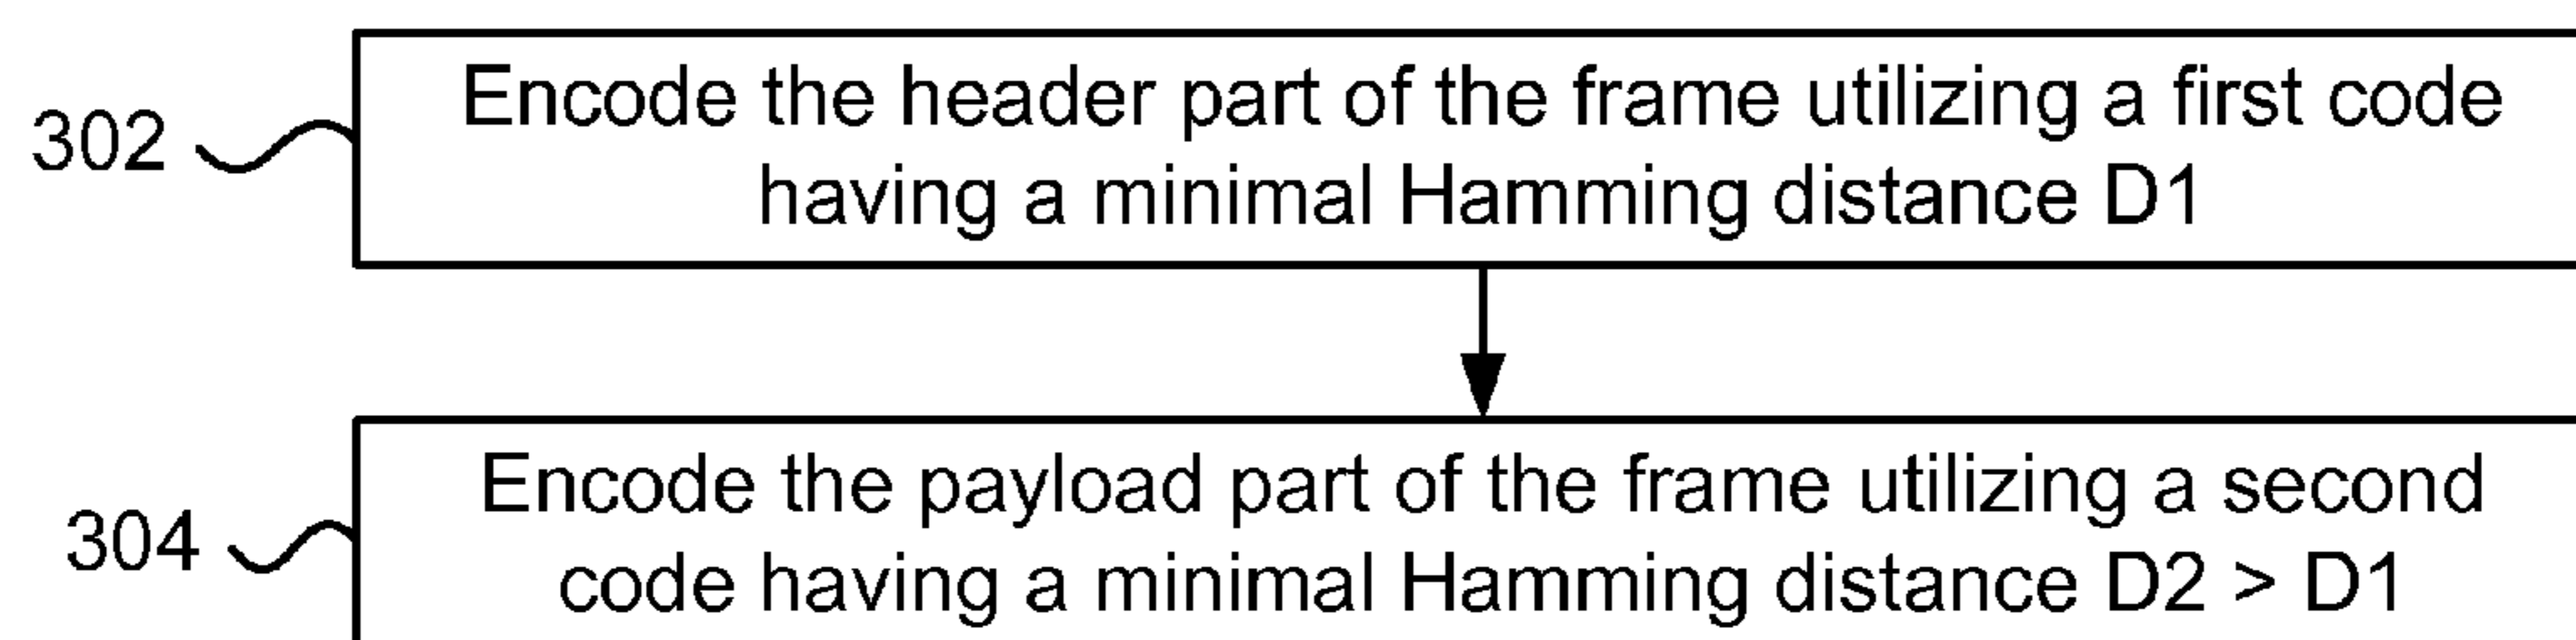 Encode the header part of the frame utilizing a first code
302
having a minimal Hamming distance D1
Encode the payload part of the frame utilizing a second
304
code having a minimal Hamming distance D2 > D1